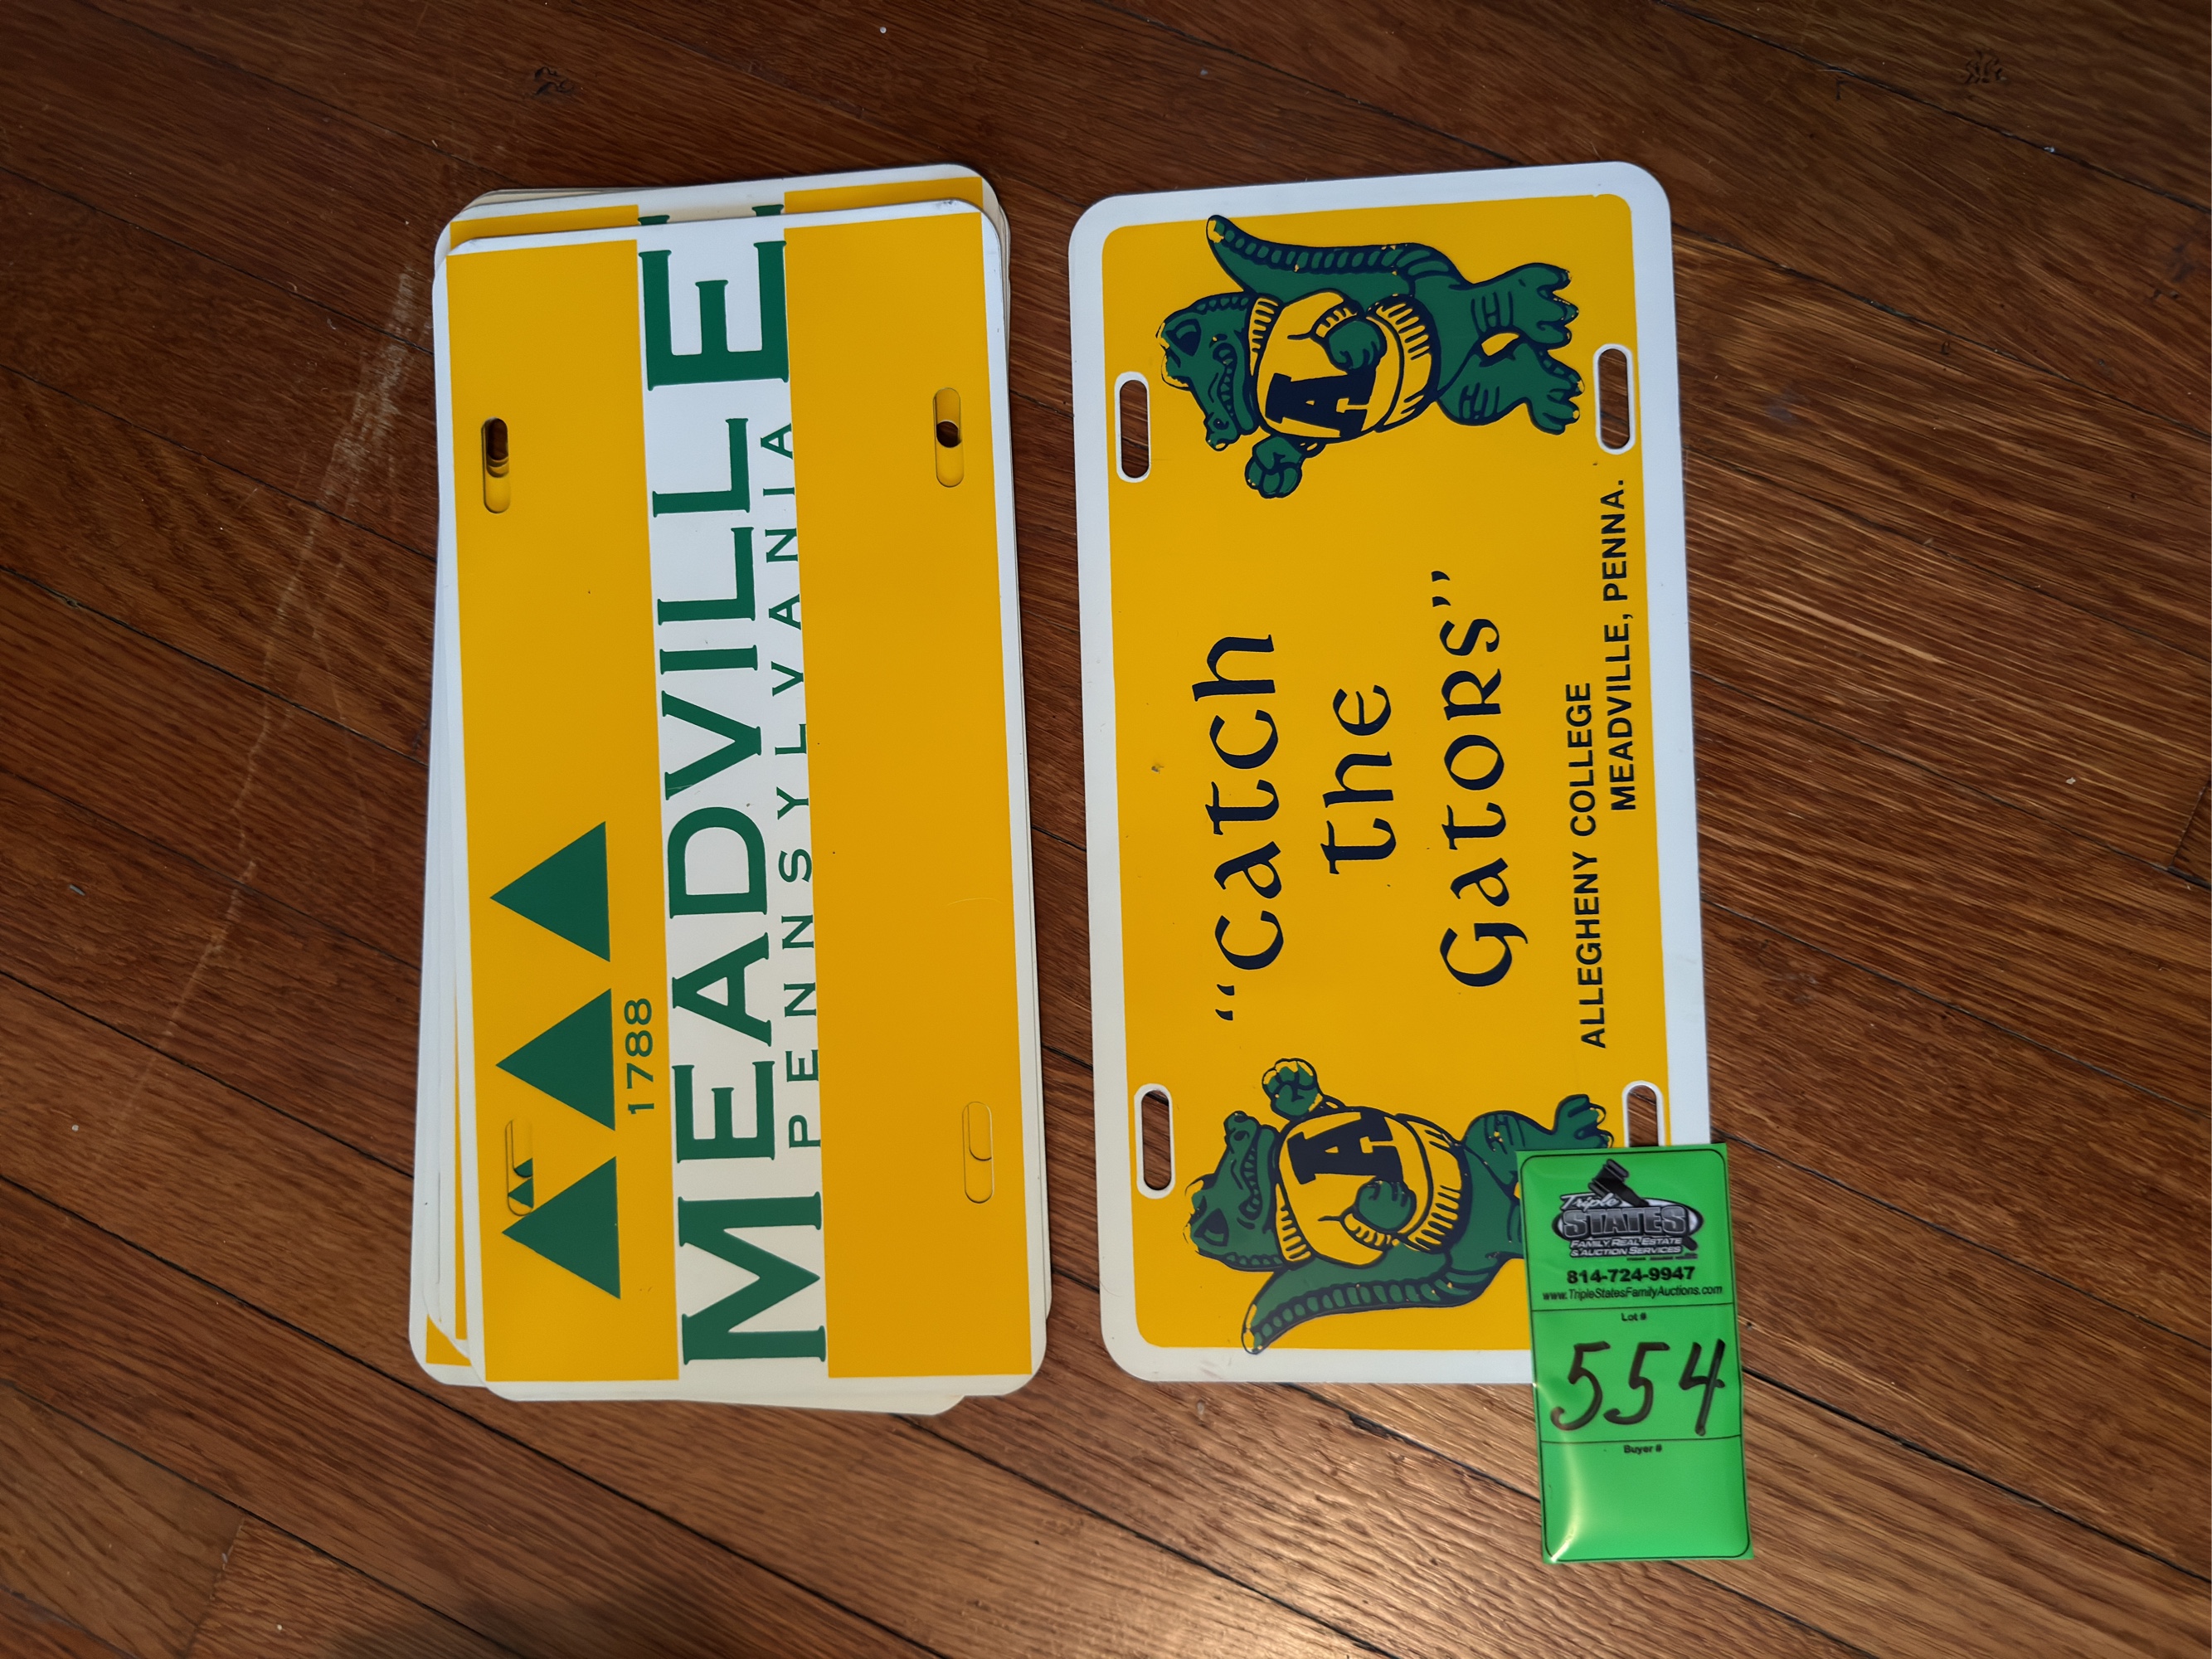 1788
MEADVILLE
PENNSYLVANIA
"Catch
the
Gators"
ALLEGHENY COLLEGE
MEADVILLE, PENNA.
A
A
Triple
STATES
FAMILY REAL ESTATE
& AUCTION SERVICES
814-724-9947
www.TripleStatesFamilyAuctions.com
Lot #
554
Buyer #